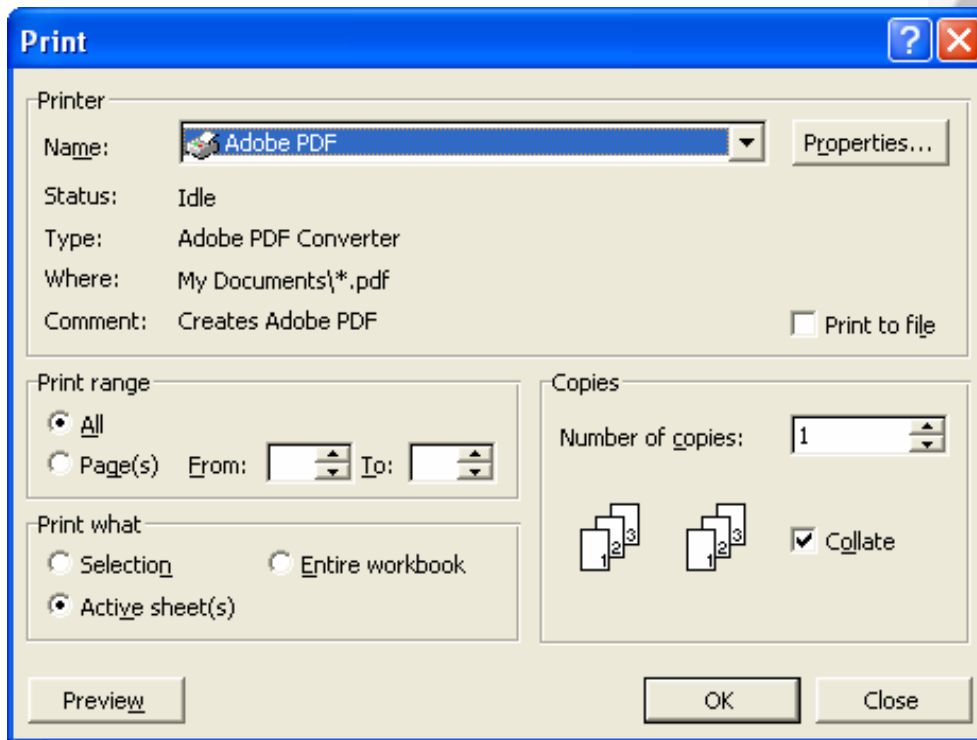 Print
Printer
Name: Adobe PDF Properties...
Status: Idle
Type: Adobe PDF Converter
Where: My Documents\*.pdf
Comment: Creates Adobe PDF Print to file
Print range
All
Page(s) From: To:
Copies
Number of copies: 1
1 2 3 1 2 3 Collate
Print what
Selection Entire workbook
Active sheet(s)
Preview OK Close